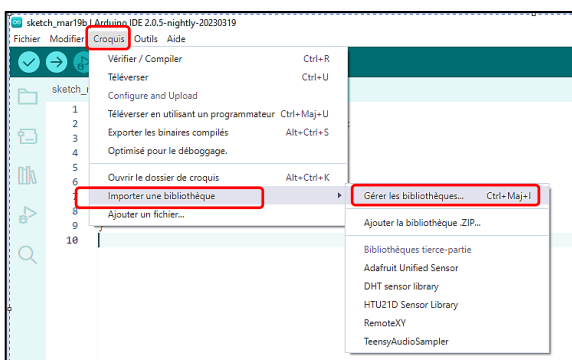 sketch_mar19b | Arduino IDE 2.0.5-nightly-20230319
Fichier Modifier Croquis Outils Aide
Vérifier / Compiler Ctrl+R
Téléverser Ctrl+U
Configure and Upload
Téléverser en utilisant un programmateur Ctrl+Maj+U
Exporter les binaires compilés Alt+Ctrl+S
Optimisé pour le déboggage.
Ouvrir le dossier de croquis Alt+Ctrl+K
Importer une bibliothèque
Ajouter un fichier...
sketch_
1
2
3
4
5
6
7
8
9
10
Gérer les bibliothèques... Ctrl+Maj+I
Ajouter la bibliothèque .ZIP...
Bibliothèques tierce-partie
Adafruit Unified Sensor
DHT sensor library
HTU21D Sensor Library
RemoteXY
TeensyAudioSampler